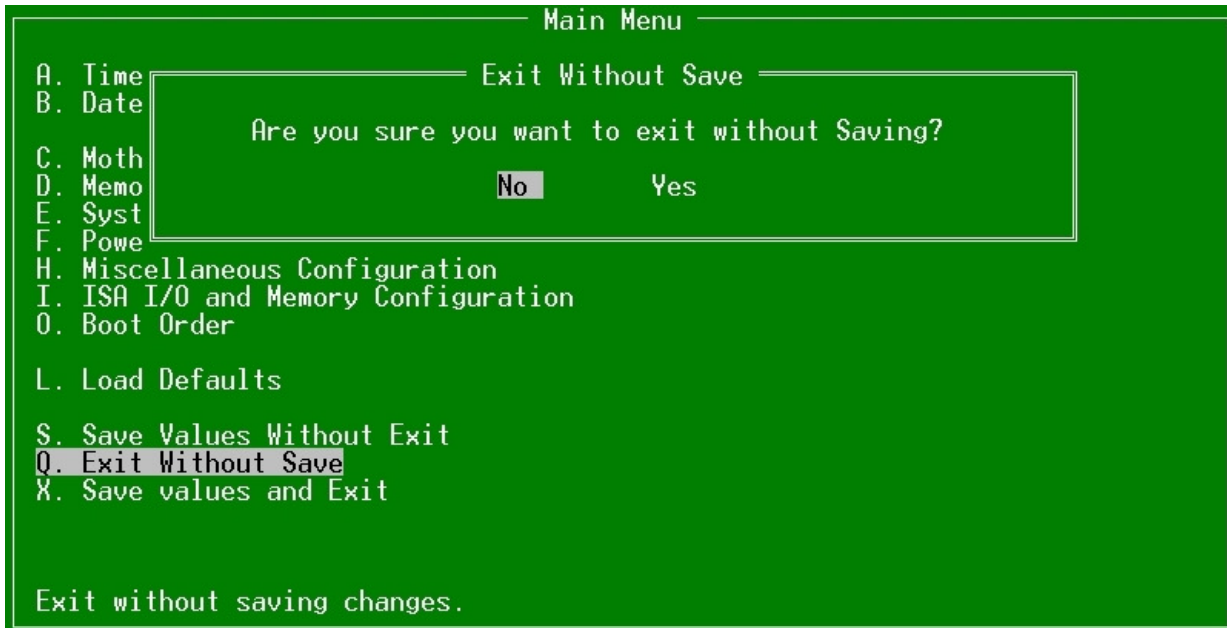 Main Menu
A. Time
Exit Without Save
B. Date
Are you sure you want to exit without Saving?
C. Moth
D. Memo
No Yes
E. Syst
F. Powe
H. Miscellaneous Configuration
I. ISA I/O and Memory Configuration
O. Boot Order
L. Load Defaults
S. Save Values Without Exit
Q. Exit Without Save
X. Save values and Exit
Exit without saving changes.